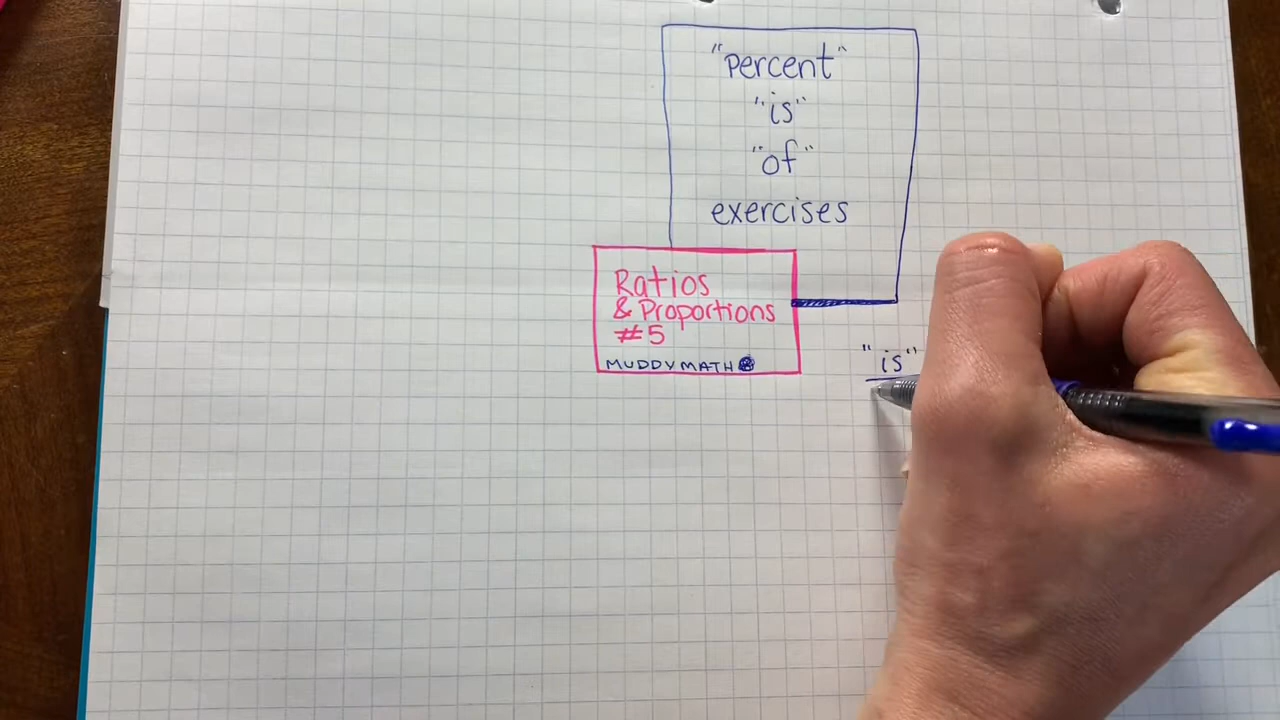 "Percent"
"is"
"of"
exercises
Ratios
& Proportions
#5
MUDDYMATH
"is"